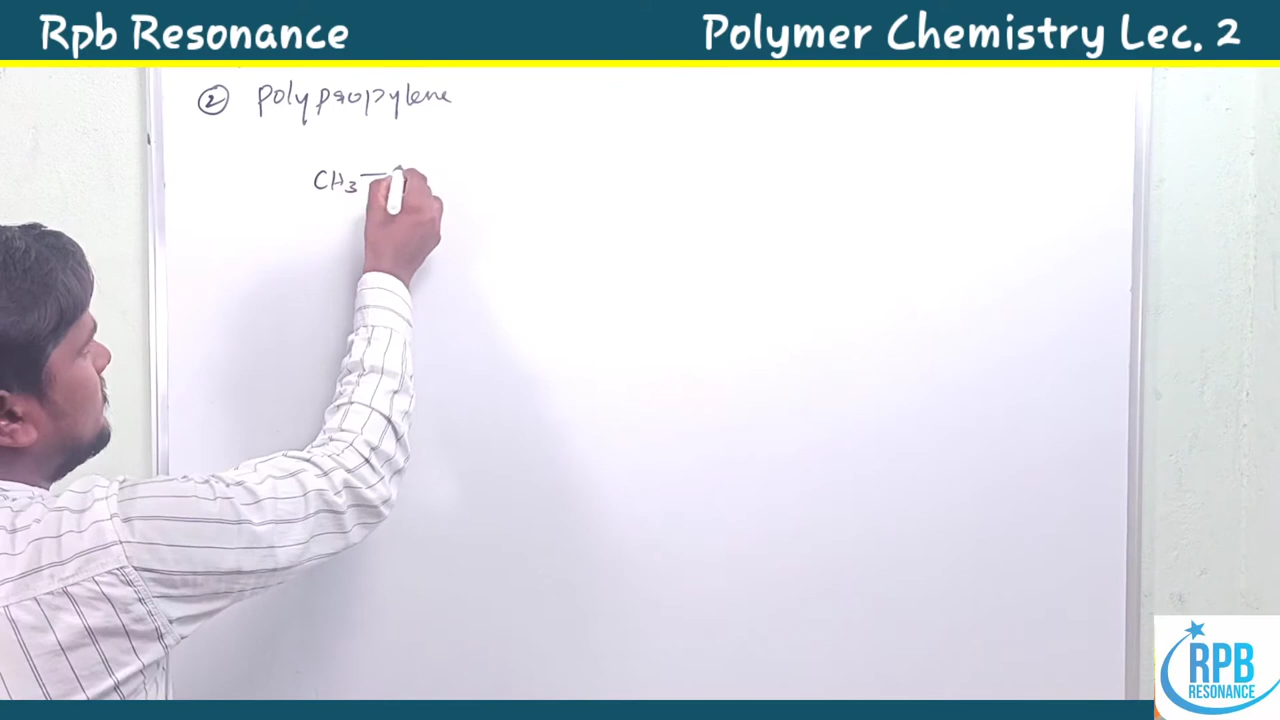 Rpb Resonance
Polymer Chemistry Lec. 2
② Polypropylene
CH3—
RPB
RESONANCE